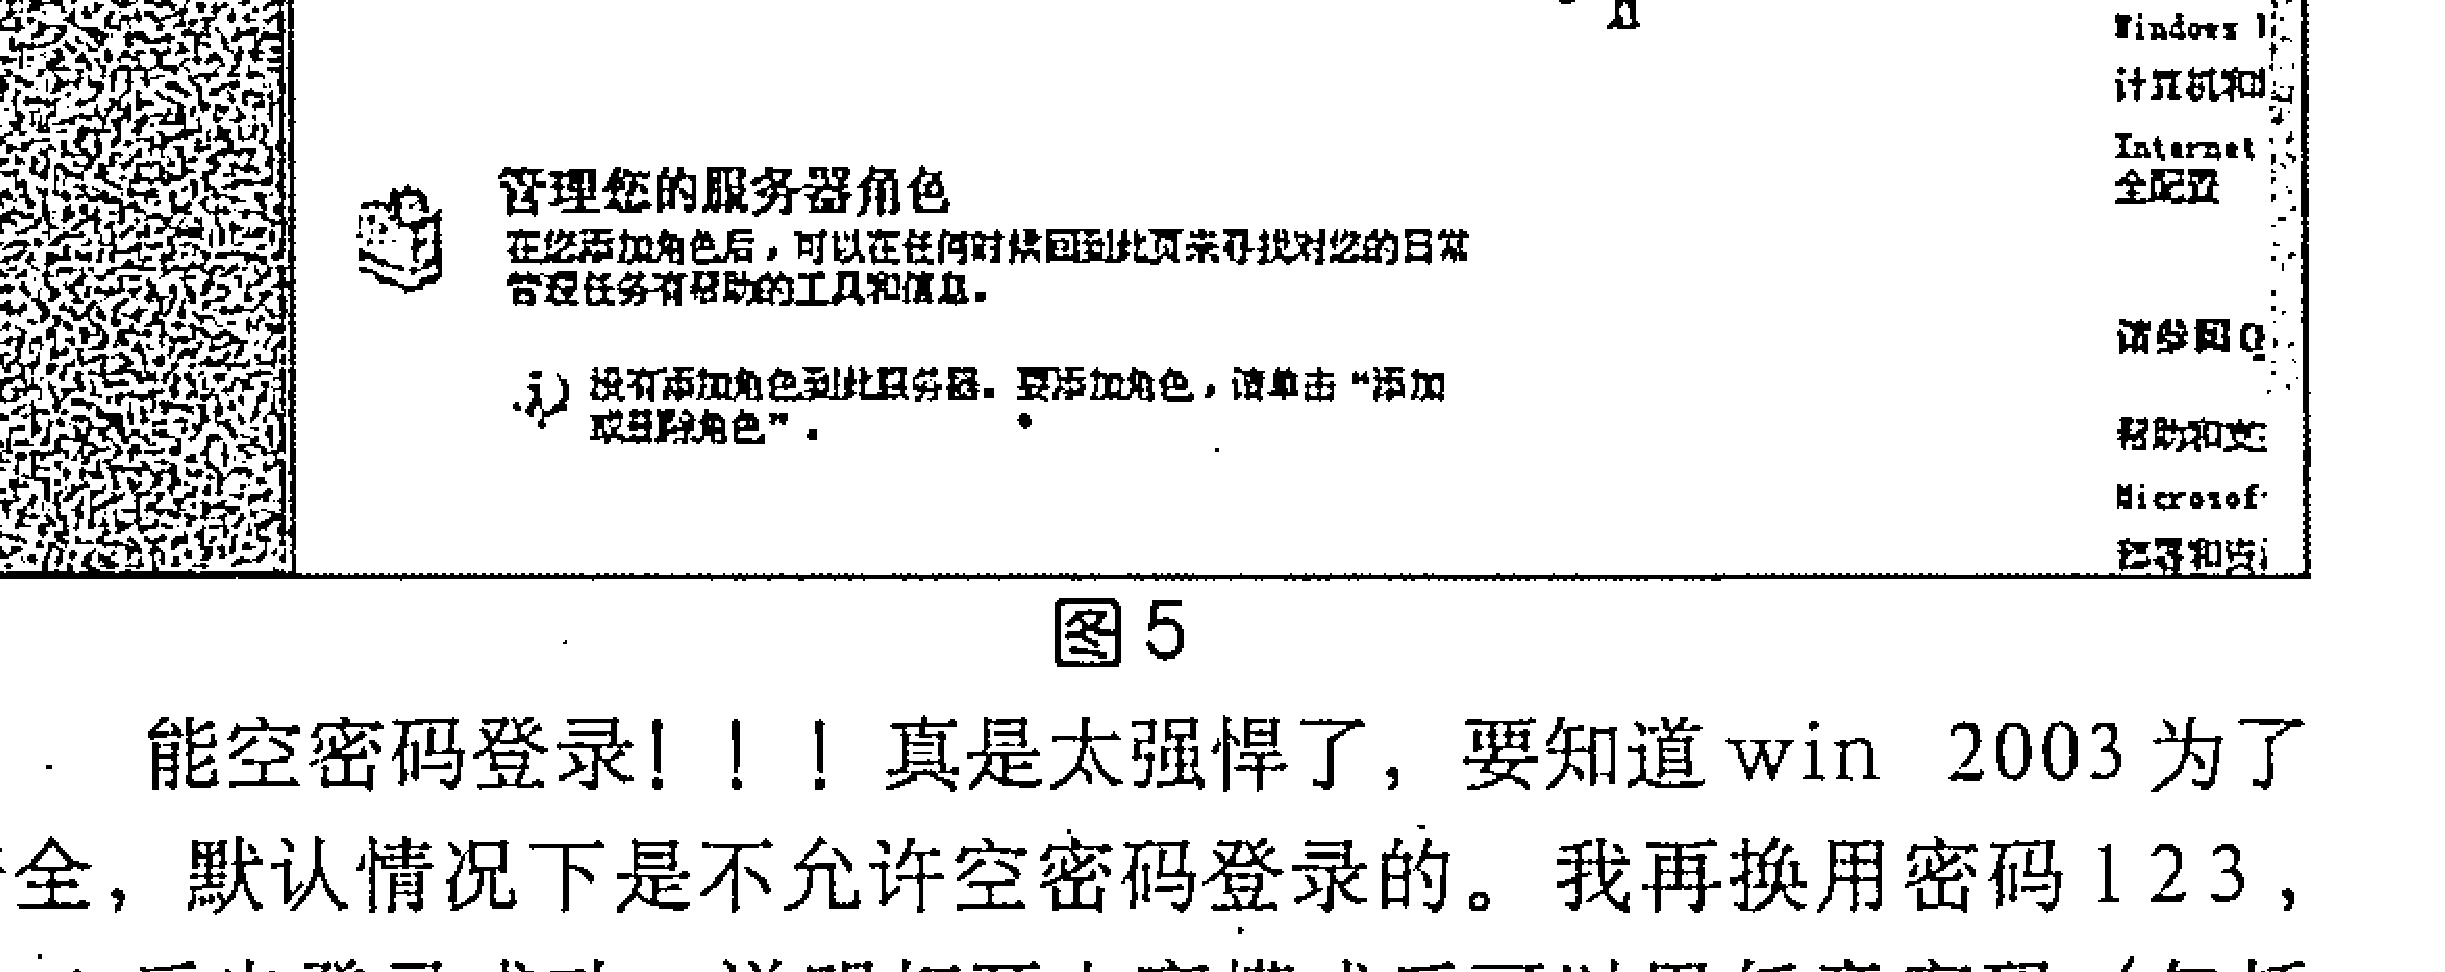 Windows
计算机和
Internet
全配置
管理您的服务器角色
在您添加角色后，可以在任何时候回到此页来寻找对您的日常
管理任务有帮助的工具和信息。
请参阅
没有添加角色到此服务器。要添加角色，请单击“添加
或删除角色”。
帮助和支
Microsof
部署和资
图 5
能空密码登录！！！真是太强悍了，要知道win 2003为了
全，默认情况下是不允许空密码登录的。我再换用密码123，